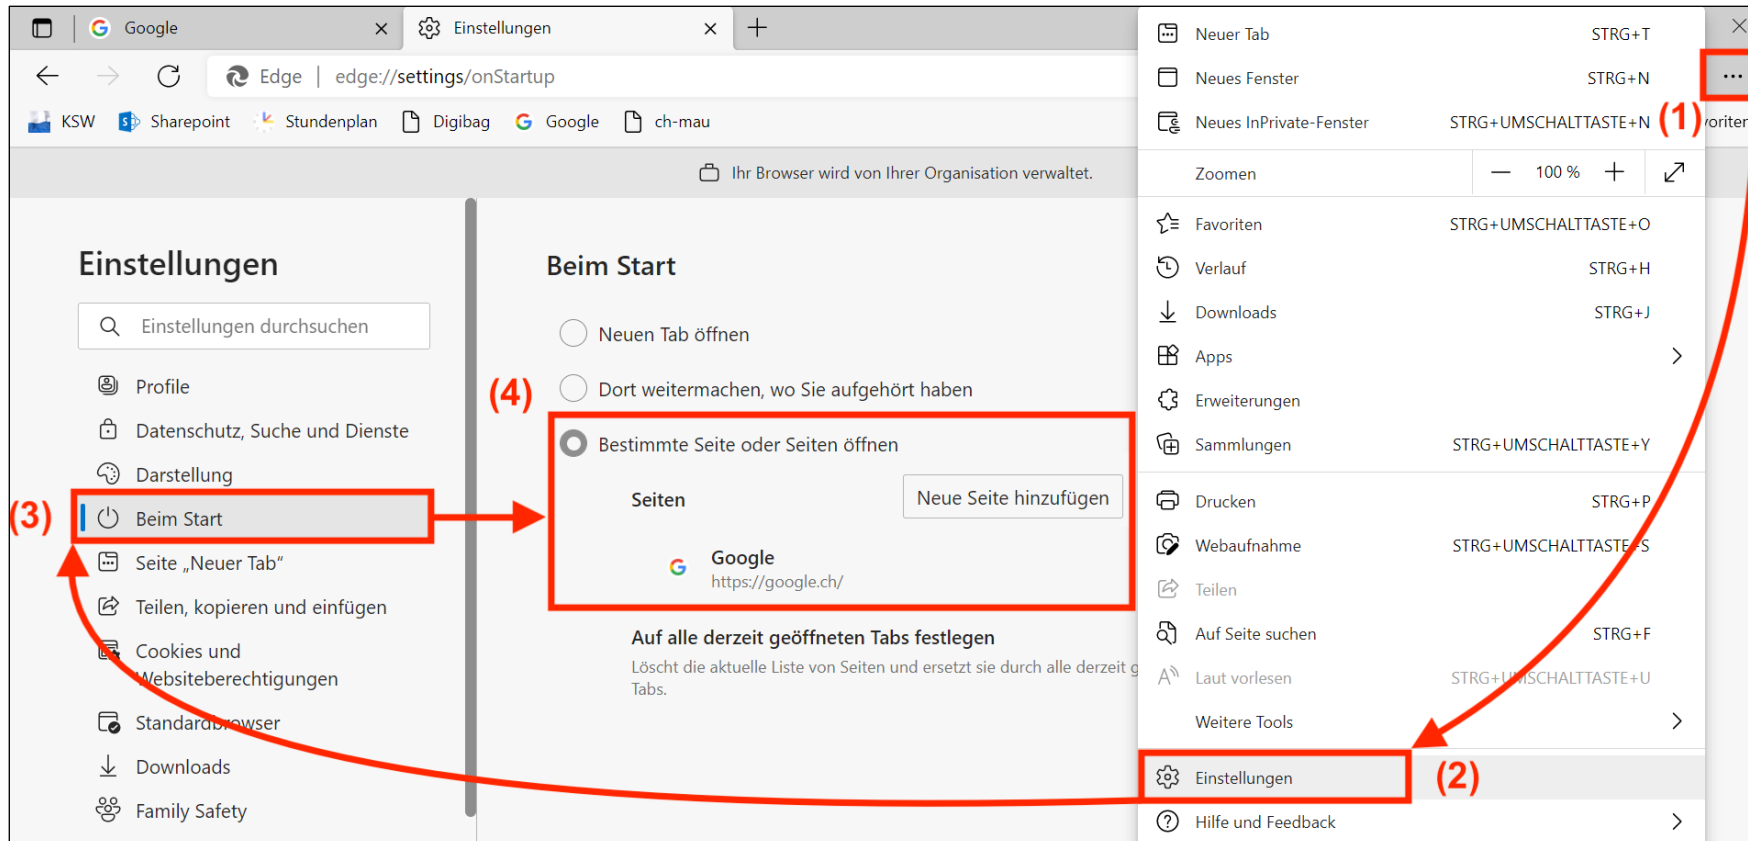 Google
Einstellungen
Edge | edge://settings/onStartup
KSW
Sharepoint
Stundenplan
Digibag
Google
ch-mau
Ihr Browser wird von Ihrer Organisation verwaltet.
Einstellungen
Einstellungen durchsuchen
Profile
Datenschutz, Suche und Dienste
Darstellung
(3)
Beim Start
Seite „Neuer Tab“
Teilen, kopieren und einfügen
Cookies und
Websiteberechtigungen
Standardbrowser
Downloads
Family Safety
Beim Start
Neuen Tab öffnen
(4)
Dort weitermachen, wo Sie aufgehört haben
Bestimmte Seite oder Seiten öffnen
Seiten
Neue Seite hinzufügen
Google
https://google.ch/
Auf alle derzeit geöffneten Tabs festlegen
Löscht die aktuelle Liste von Seiten und ersetzt sie durch alle derzeit g
Tabs.
Neuer Tab STRG+T
Neues Fenster STRG+N
Neues InPrivate-Fenster STRG+UMSCHALTTASTE+N
(1)
voriten
Zoomen 100 %
Favoriten STRG+UMSCHALTTASTE+O
Verlauf STRG+H
Downloads STRG+J
Apps
Erweiterungen
Sammlungen STRG+UMSCHALTTASTE+Y
Drucken STRG+P
Webaufnahme STRG+UMSCHALTTASTE+S
Teilen
Auf Seite suchen STRG+F
Laut vorlesen STRG+UMSCHALTTASTE+U
Weitere Tools
Einstellungen
(2)
Hilfe und Feedback